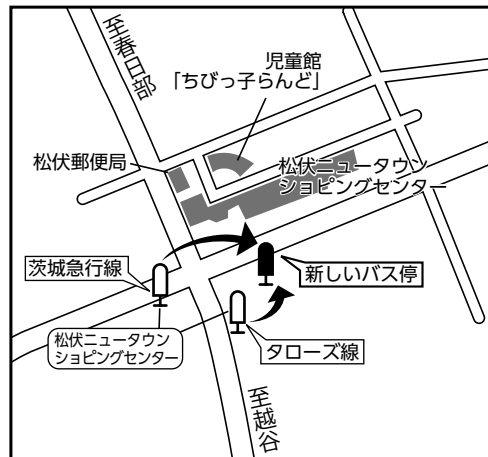 至春日部
児童館
「ちびっ子らんど」
松伏郵便局
松伏ニュータウン
ショピングセンター
茨城急行線
新しいバス停
松伏ニュータウン
ショピングセンター
タローズ線
至越谷